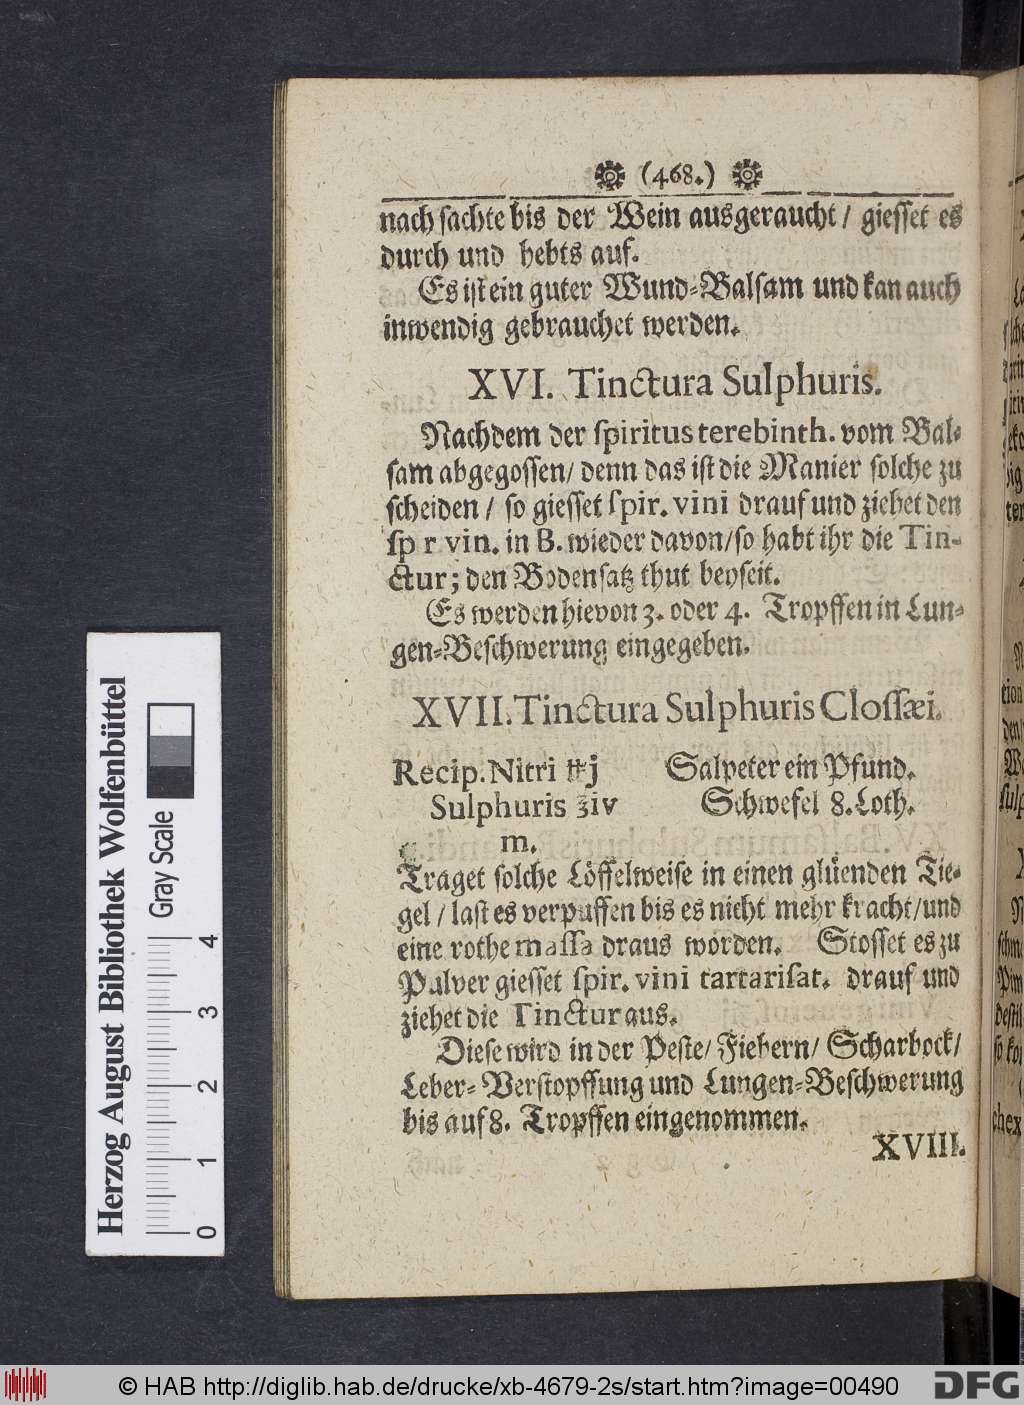 (468.)
nach sachte bis der Wein ausgeraucht / giesset es
durch und hebts auf.
Es ist ein guter Wund-Balsam und kan auch
inwendig gebrauchet werden.
XVI. Tinctura Sulphuris.
Nachdem der spiritus terebinth. vom Bal-
sam abgegossen/ denn das ist die Manier solche zu
scheiden / so giesset spir. vini drauf und ziehet den
sp r vin. in B. wieder davon/so habt ihr die Tin-
ctur; den Bodensatz thut beyseit.
Es werden hievon 3. oder 4. Tropffen in Lun-
gen-Beschwerung eingegeben.
XVII. Tinctura Sulphuris Clossæi.
Recip. Nitri ℔j Salpeter ein Pfund.
Sulphuris ℥iv Schwefel 8. Loth.
m.
Traget solche Löffelweise in einen glüenden Tie-
gel / last es verpuffen bis es nicht mehr kracht/und
eine rothe massa draus worden. Stosset es zu
Pulver giesset spir. vini tartarisat. drauf und
ziehet die Tinctur aus.
Diese wird in der Peste/ Fiebern/ Scharbock/
Leber- Verstopffung und Lungen-Beschwerung
bis auf 8. Tropffen eingenommen.
XVIII.
Herzog August Bibliothek Wolfenbüttel
Gray Scale
0 1 2 3 4
© HAB http://diglib.hab.de/drucke/xb-4679-2s/start.htm?image=00490
DFG